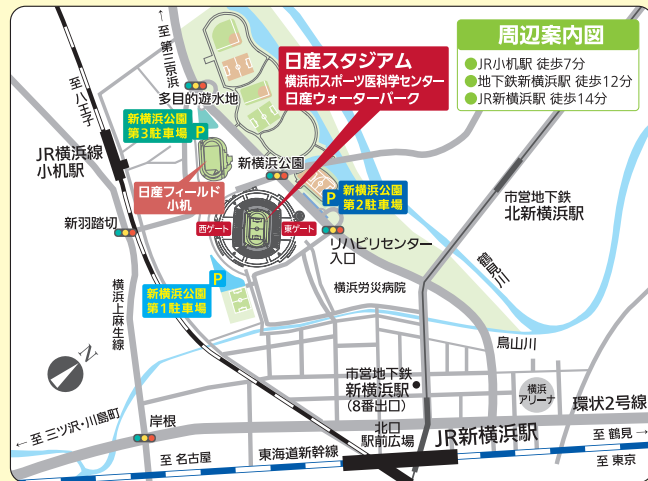 周辺案内図
●JR小机駅 徒歩7分
●地下鉄新横浜駅 徒歩12分
●JR新横浜駅 徒歩14分
日産スタジアム
横浜市スポーツ医科学センター
日産ウォーターパーク
← 至 第三京浜
多目的遊水地
← 至 八王子
新横浜公園
第3駐車場
P
JR横浜線
小机駅
日産フィールド
小机
新横浜公園
P
新横浜公園
第2駐車場
市営地下鉄
北新横浜駅
新羽踏切
西ゲート
東ゲート
リハビリセンター
入口
鶴見川
P
新横浜公園
第1駐車場
横浜労災病院
横浜上麻生線
鳥山川
N
市営地下鉄
新横浜駅
(8番出口)
横浜
アリーナ
環状2号線
← 至 三ツ沢・川島町
岸根
北口
駅前広場
JR新横浜駅
至 鶴見 →
← 至 名古屋
東海道新幹線
至 東京 →